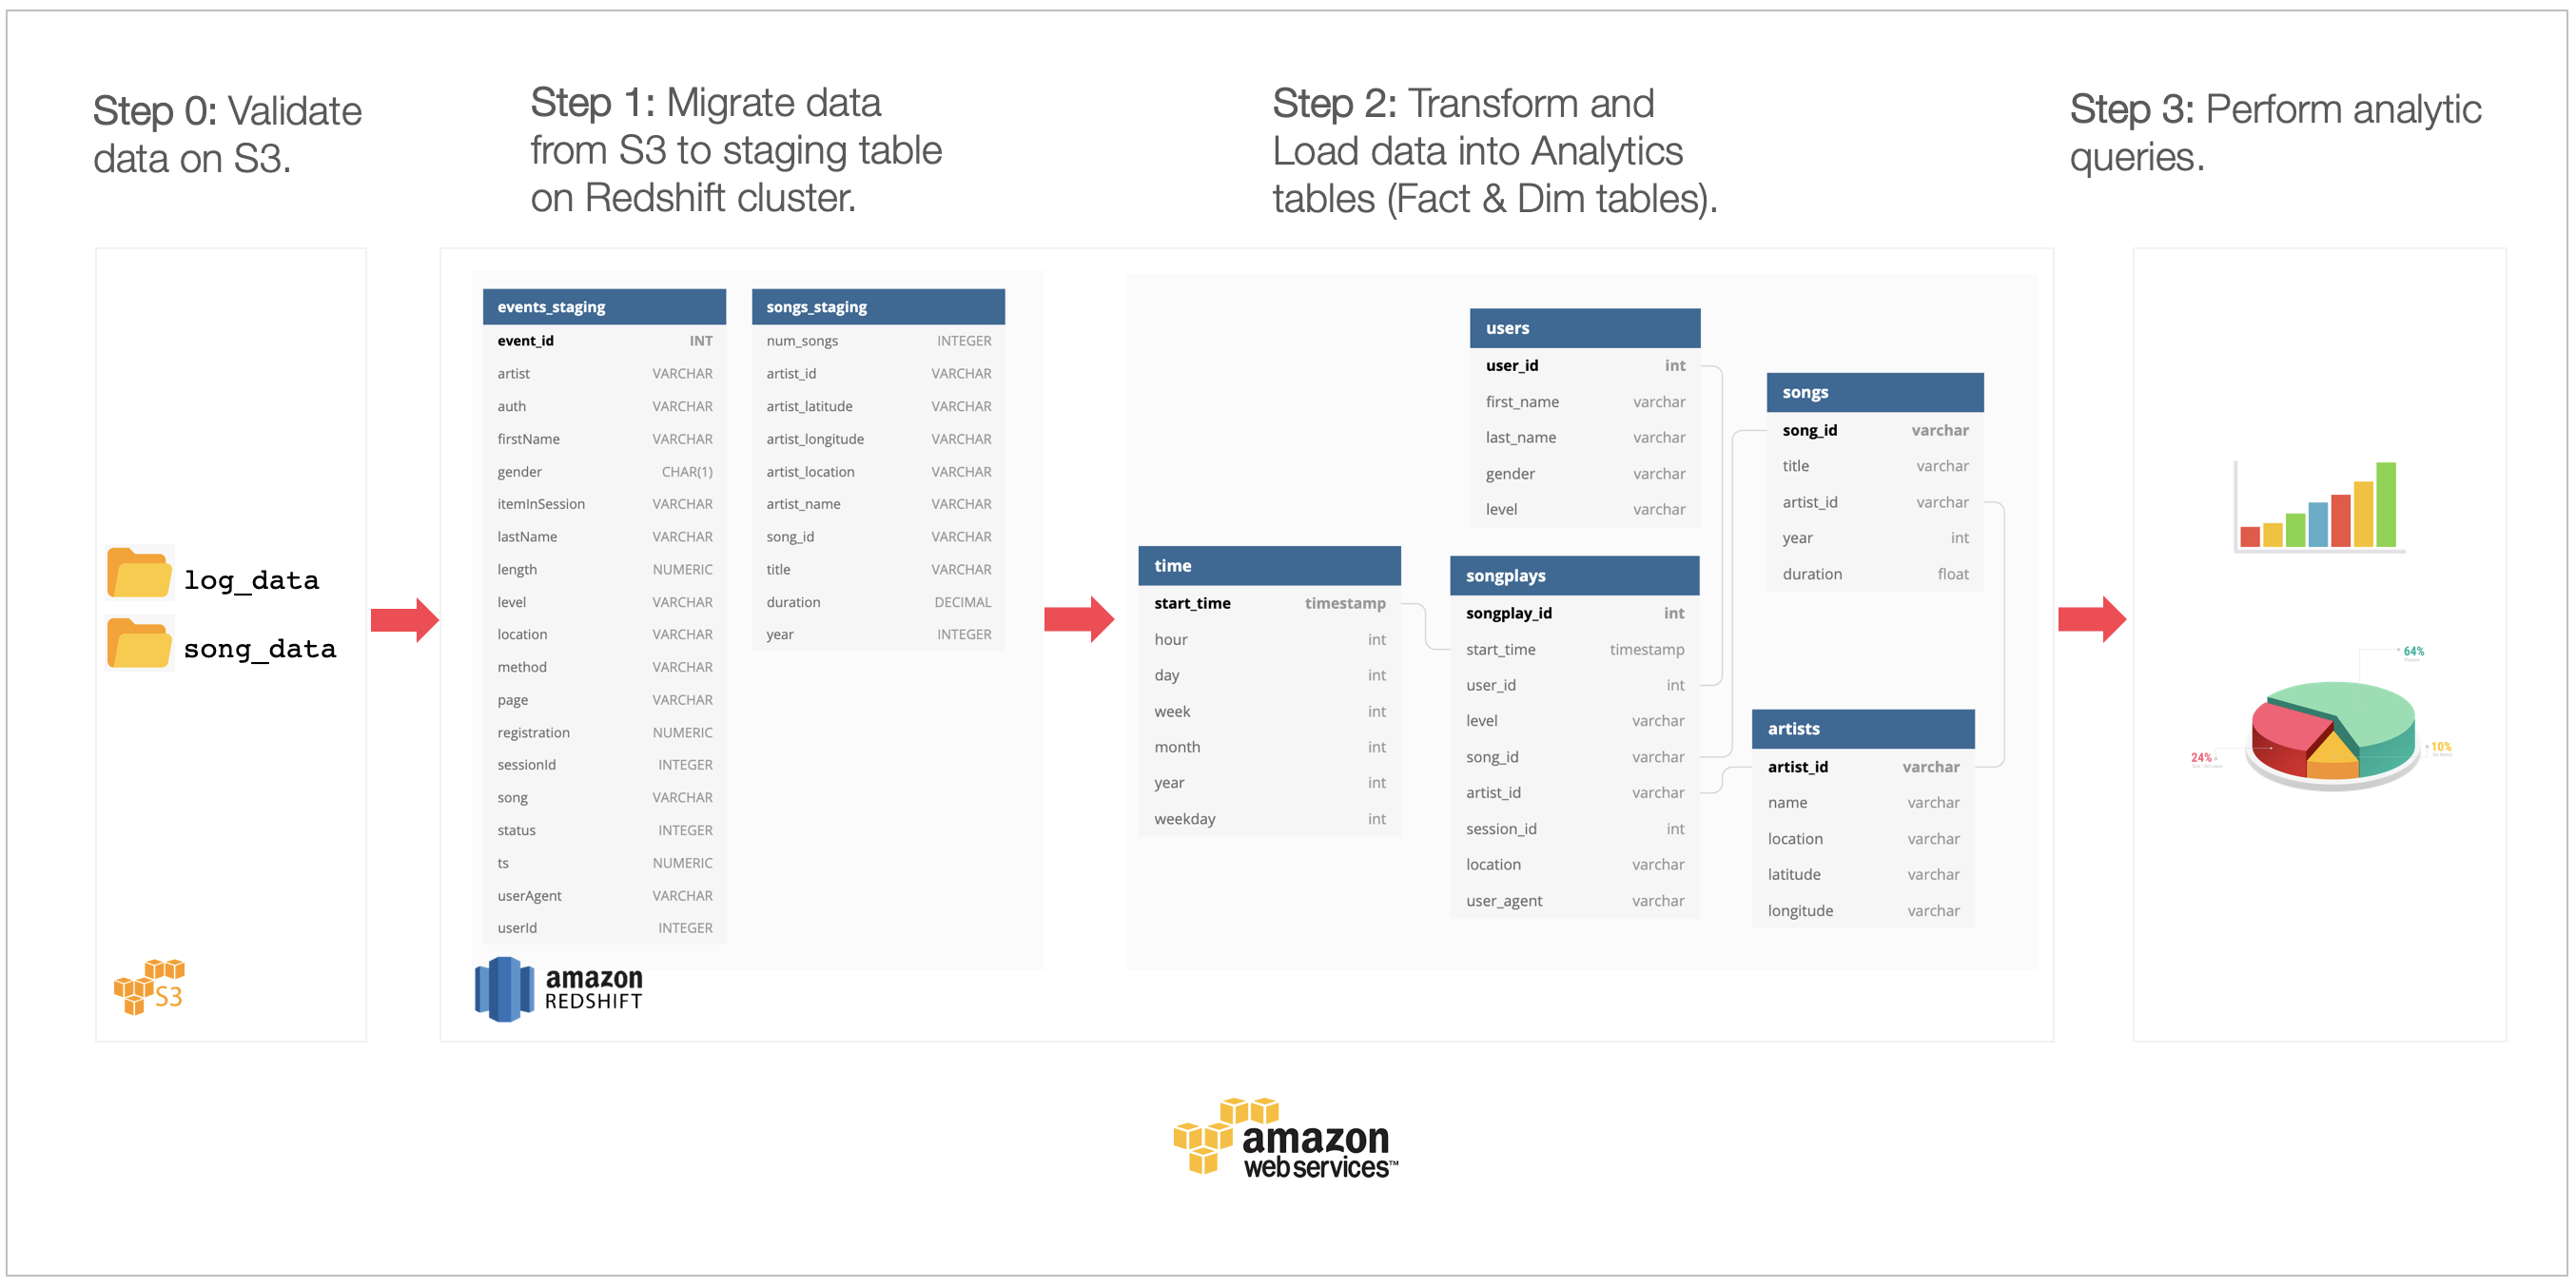 Step 0: Validate
data on S3.
Step 1: Migrate data
from S3 to staging table
on Redshift cluster.
Step 2: Transform and
Load data into Analytics
tables (Fact & Dim tables).
Step 3: Perform analytic
queries.
log_data
song_data
S3
events_staging
event_id INT
artist VARCHAR
auth VARCHAR
firstName VARCHAR
gender CHAR(1)
itemInSession VARCHAR
lastName VARCHAR
length NUMERIC
level VARCHAR
location VARCHAR
method VARCHAR
page VARCHAR
registration NUMERIC
sessionId INTEGER
song VARCHAR
status INTEGER
ts NUMERIC
userAgent VARCHAR
userId INTEGER
songs_staging
num_songs INTEGER
artist_id VARCHAR
artist_latitude VARCHAR
artist_longitude VARCHAR
artist_location VARCHAR
artist_name VARCHAR
song_id VARCHAR
title VARCHAR
duration DECIMAL
year INTEGER
amazon
REDSHIFT
time
start_time timestamp
hour int
day int
week int
month int
year int
weekday int
users
user_id int
first_name varchar
last_name varchar
gender varchar
level varchar
songplays
songplay_id int
start_time timestamp
user_id int
level varchar
song_id varchar
artist_id varchar
session_id int
location varchar
user_agent varchar
songs
song_id varchar
title varchar
artist_id varchar
year int
duration float
artists
artist_id varchar
name varchar
location varchar
latitude varchar
longitude varchar
64%
10%
24%
amazon
web services™